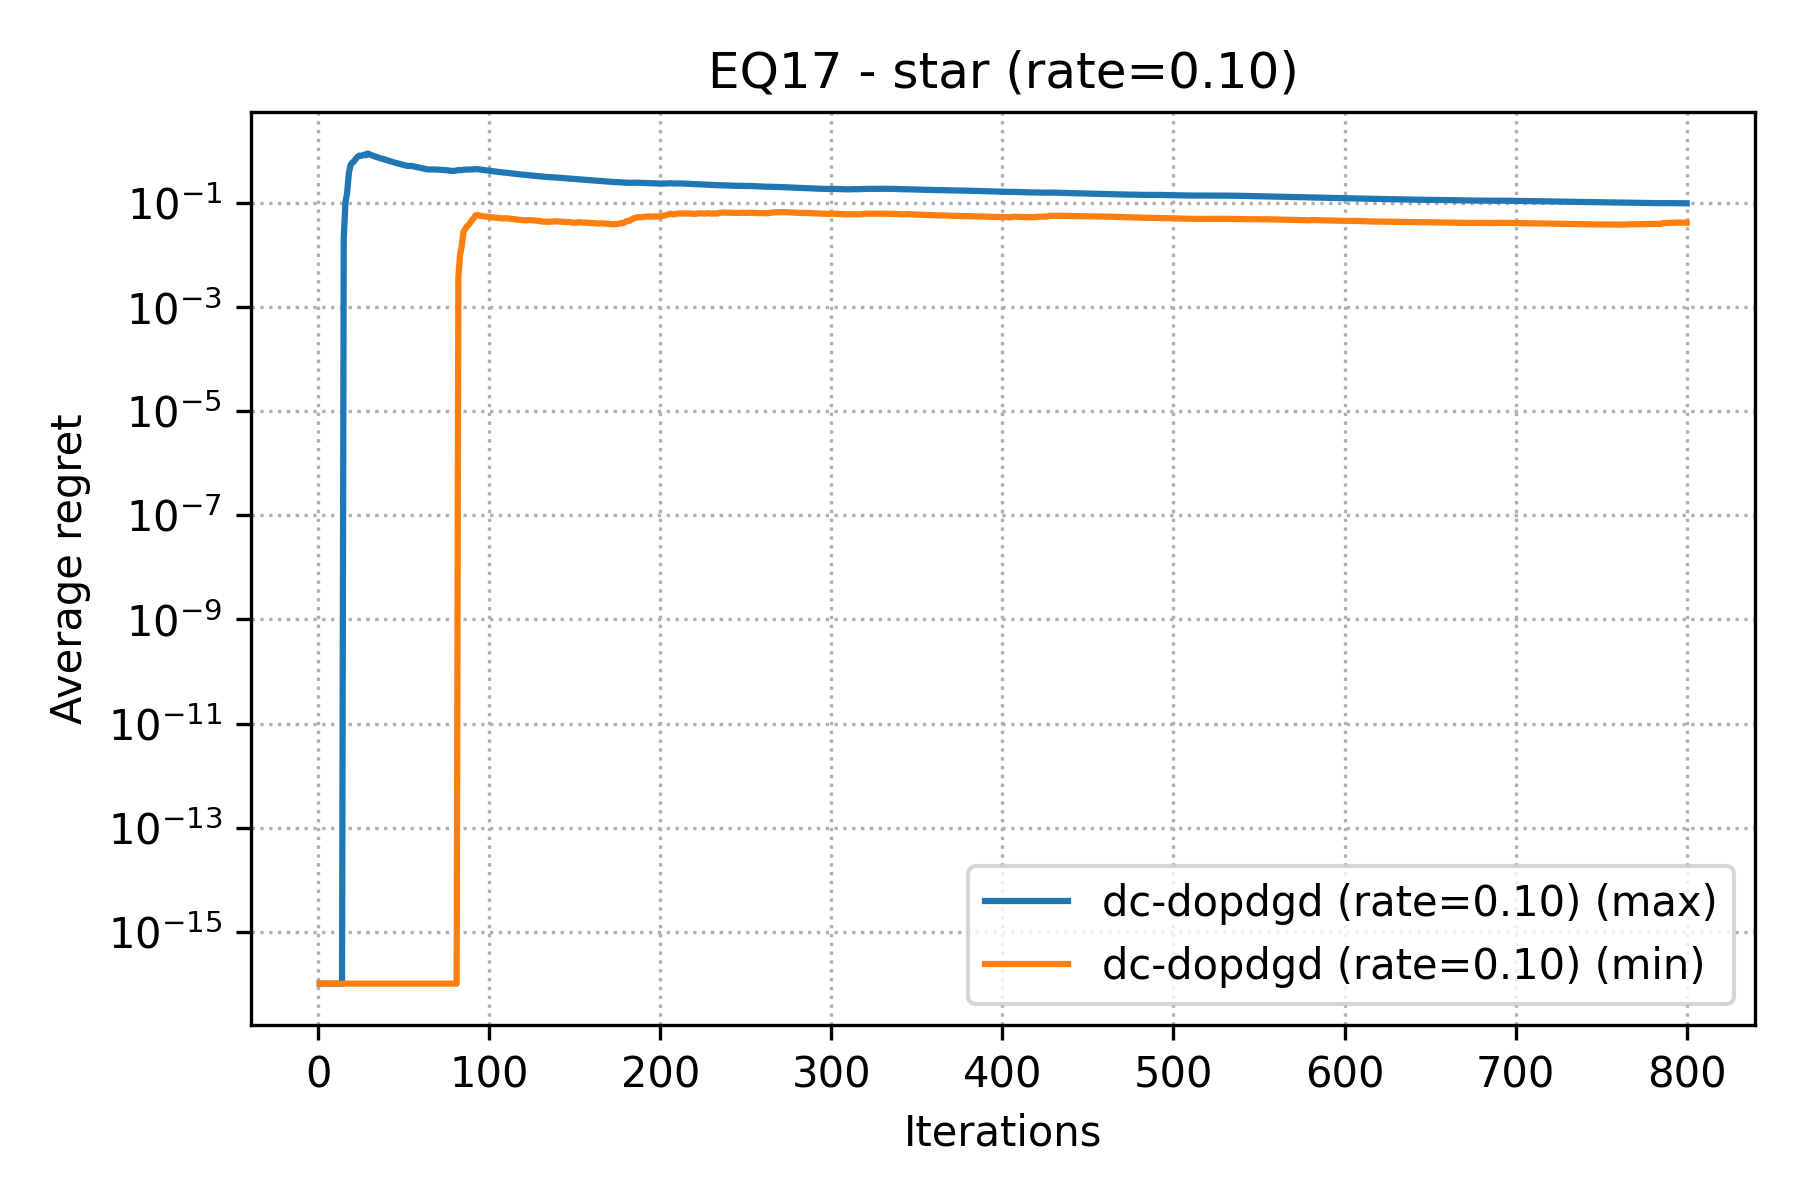 EQ17 - star (rate=0.10)
Average regret
10⁻¹
10⁻³
10⁻⁵
10⁻⁷
10⁻⁹
10⁻¹¹
10⁻¹³
10⁻¹⁵
dc-dopdgd (rate=0.10) (max)
dc-dopdgd (rate=0.10) (min)
0 100 200 300 400 500 600 700 800
Iterations